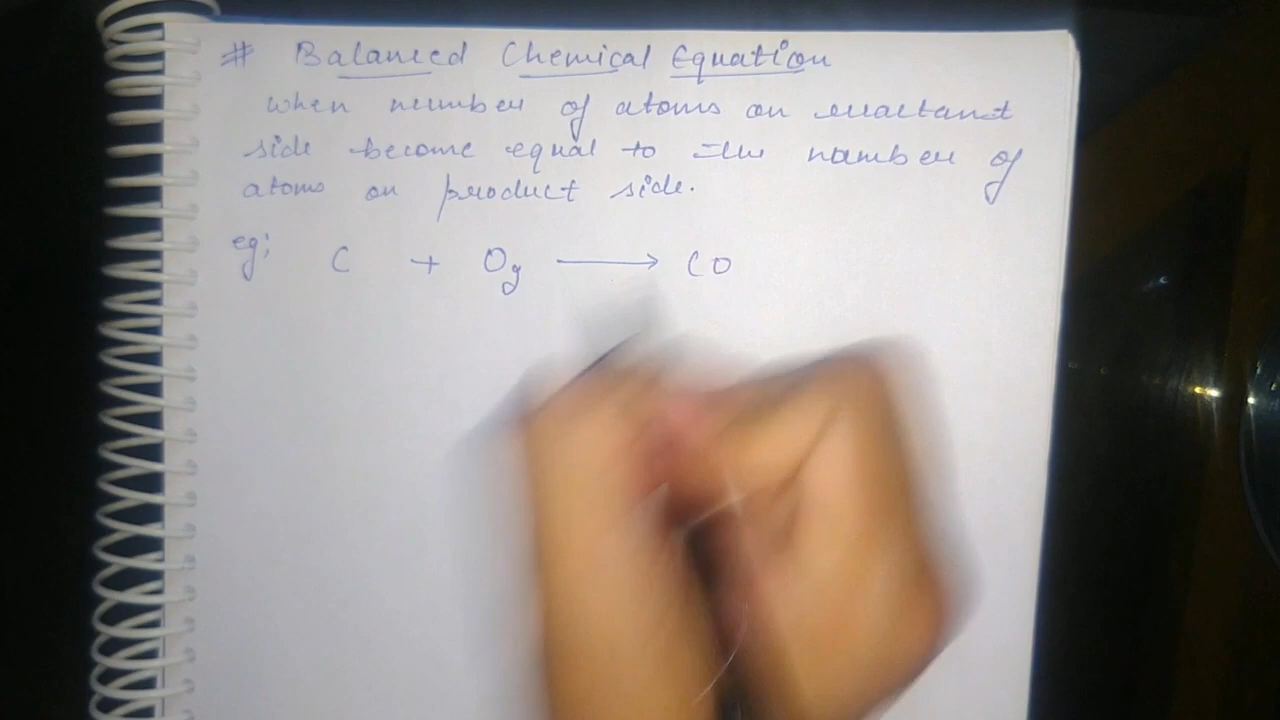 # Balanced Chemical Equation
when number of atoms on reactant
side become equal to the number of
atoms on product side.
eg; C + O₂ ⟶ CO